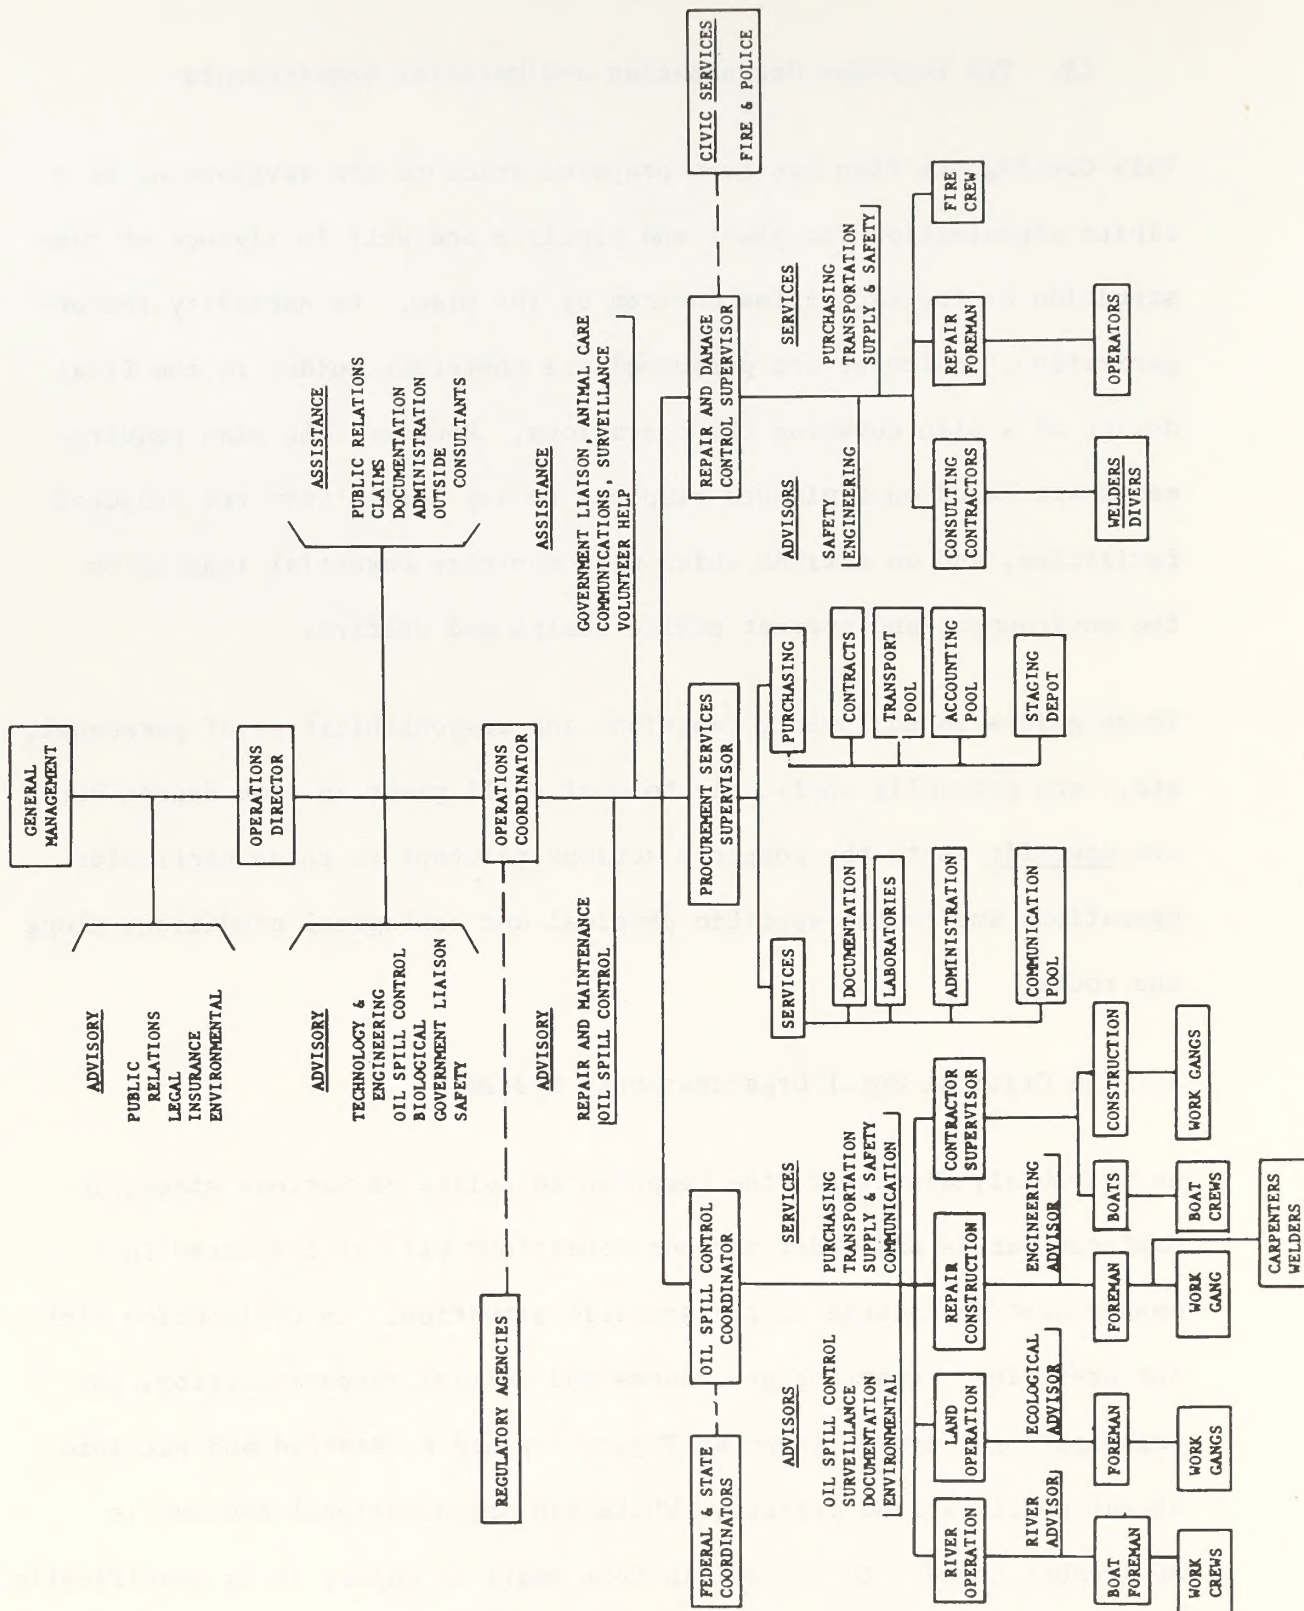 GENERAL
MANAGEMENT
ADVISORY
PUBLIC
RELATIONS
LEGAL
INSURANCE
ENVIRONMENTAL
OPERATIONS
DIRECTOR
ADVISORY
TECHNOLOGY &
ENGINEERING
OIL SPILL CONTROL
BIOLOGICAL
GOVERNMENT LIAISON
SAFETY
ASSISTANCE
PUBLIC RELATIONS
CLAIMS
DOCUMENTATION
ADMINISTRATION
OUTSIDE
CONSULTANTS
REGULATORY AGENCIES
OPERATIONS
COORDINATOR
ADVISORY
REPAIR AND MAINTENANCE
OIL SPILL CONTROL
ASSISTANCE
GOVERNMENT LIAISON, ANIMAL CARE
COMMUNICATIONS, SURVEILLANCE
VOLUNTEER HELP
FEDERAL & STATE
COORDINATORS
OIL SPILL CONTROL
COORDINATOR
PROCUREMENT SERVICES
SUPERVISOR
REPAIR AND DAMAGE
CONTROL SUPERVISOR
CIVIC SERVICES
FIRE & POLICE
ADVISORS
OIL SPILL CONTROL
SURVEILLANCE
DOCUMENTATION
ENVIRONMENTAL
SERVICES
PURCHASING
TRANSPORTATION
SUPPLY & SAFETY
COMMUNICATION
SERVICES
DOCUMENTATION
LABORATORIES
ADMINISTRATION
COMMUNICATION
POOL
PURCHASING
CONTRACTS
TRANSPORT
POOL
ACCOUNTING
POOL
STAGING
DEPOT
ADVISORS
SAFETY
ENGINEERING
SERVICES
PURCHASING
TRANSPORTATION
SUPPLY & SAFETY
RIVER
OPERATION
LAND
OPERATION
REPAIR
CONSTRUCTION
CONTRACTOR
SUPERVISOR
CONSULING
CONTRACTORS
REPAIR
FOREMAN
FIRE
CREW
RIVER
ADVISOR
ECOLOGICAL
ADVISOR
ENGINEERING
ADVISOR
BOAT
FOREMAN
FOREMAN
FOREMAN
BOATS
CONSTRUCTION
WELDERS
DIVERS
OPERATORS
WORK
CREWS
WORK
GANGS
WORK
GANG
BOAT
CREWS
WORK GANGS
CARPENTERS
WELDERS